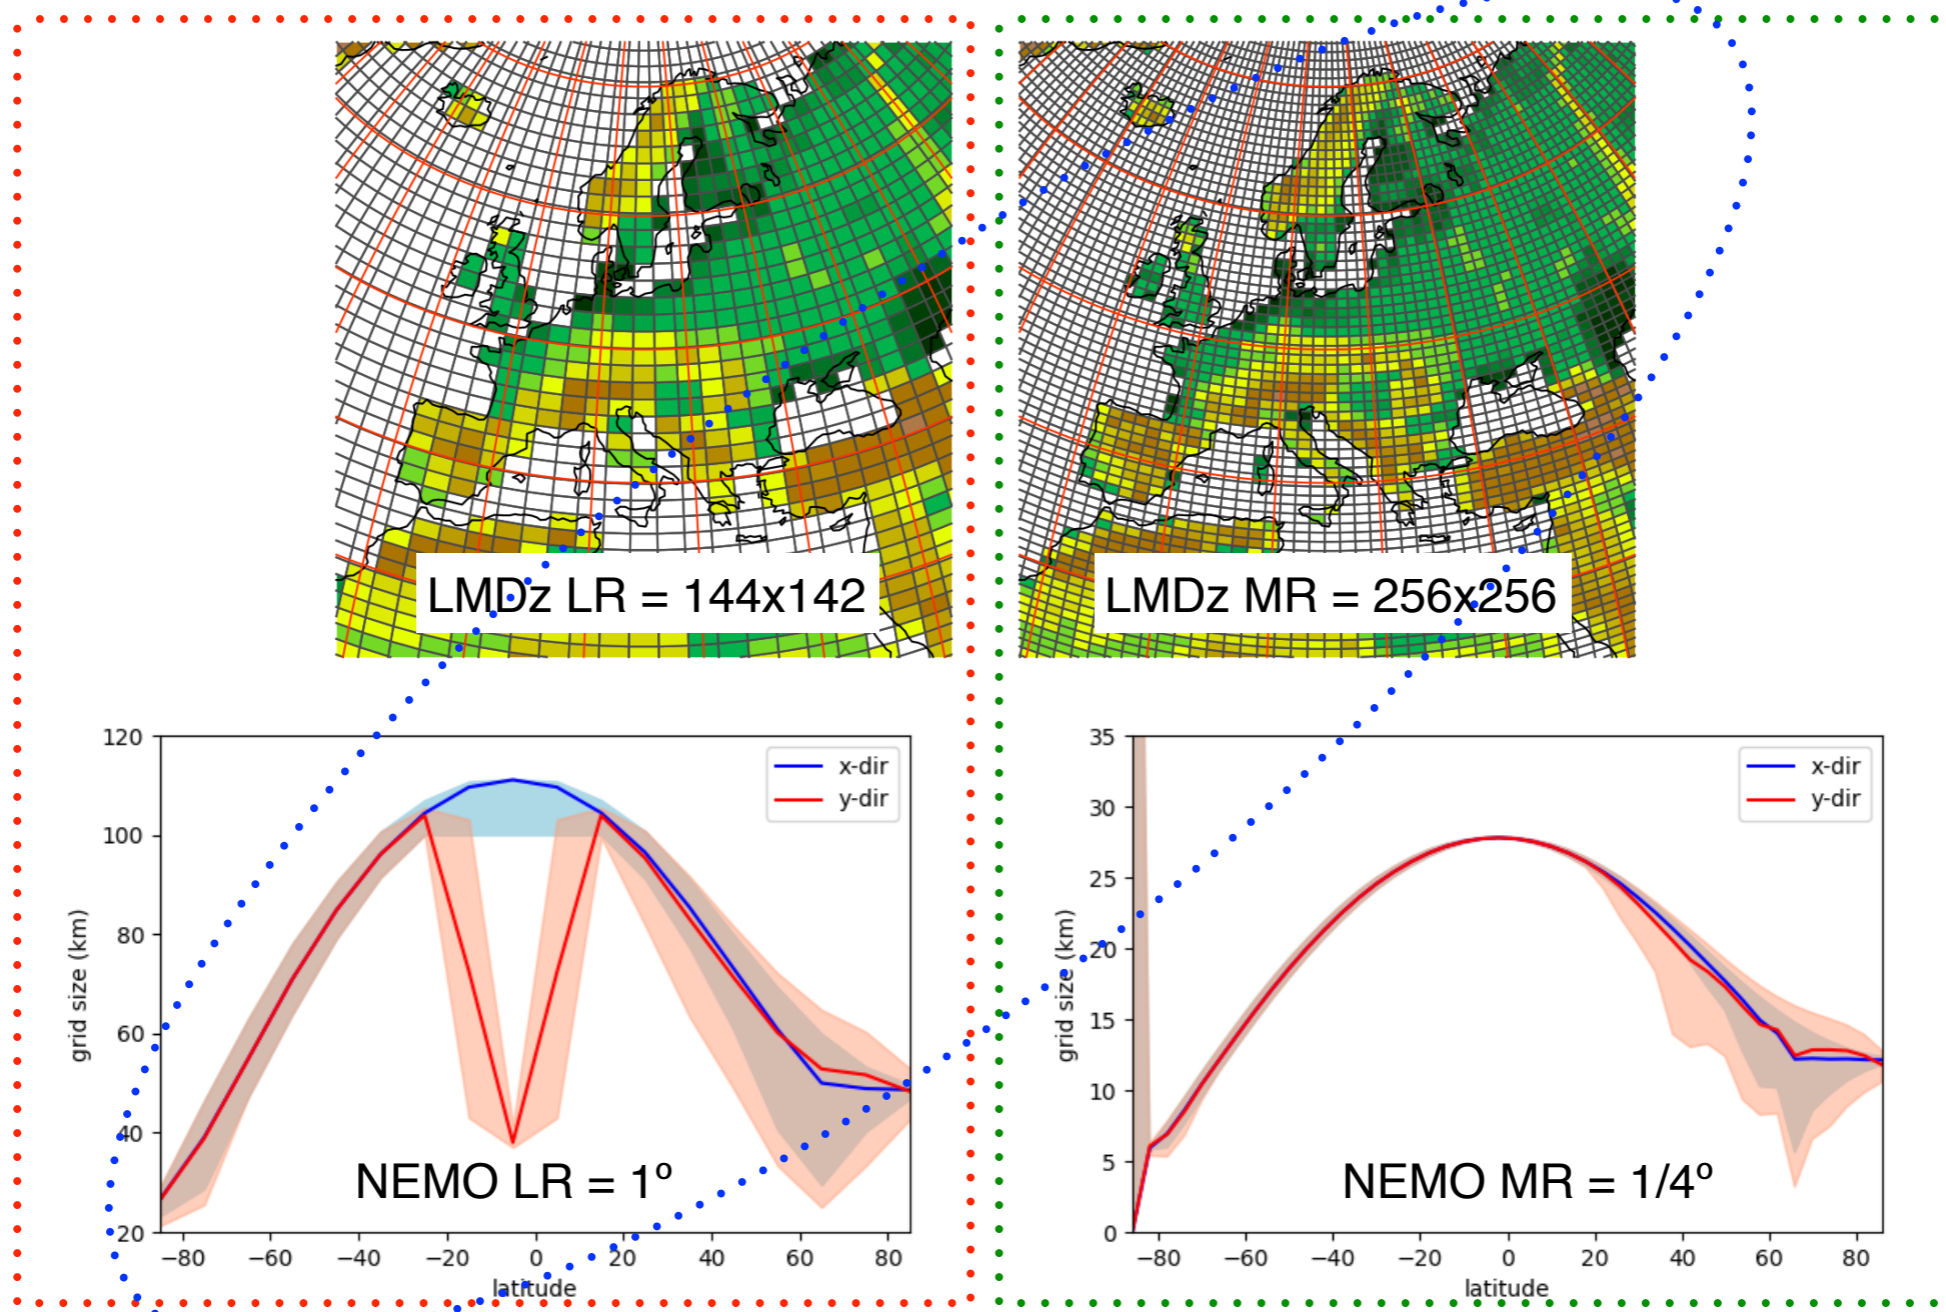 LMDz LR = 144x142
LMDz MR = 256x256
120
100
80
60
40
20
grid size (km)
x-dir
y-dir
NEMO LR = 1º
−80 −60 −40 −20 0 20 40 60 80
latitude
35
30
25
20
15
10
5
0
grid size (km)
x-dir
y-dir
NEMO MR = 1/4º
−80 −60 −40 −20 0 20 40 60 80
latitude